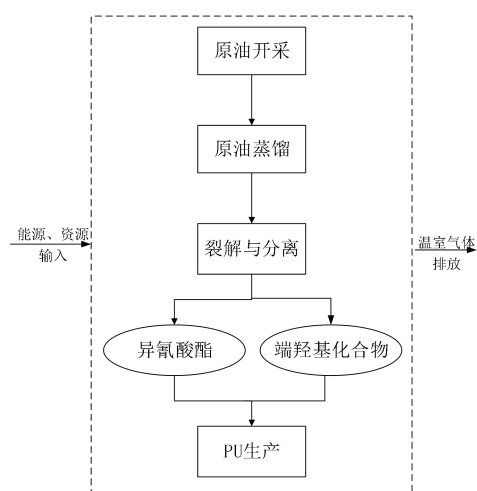 原油开采
原油蒸馏
能源、资源
输入
裂解与分离
温室气体
排放
异氰酸酯
端羟基化合物
PU生产